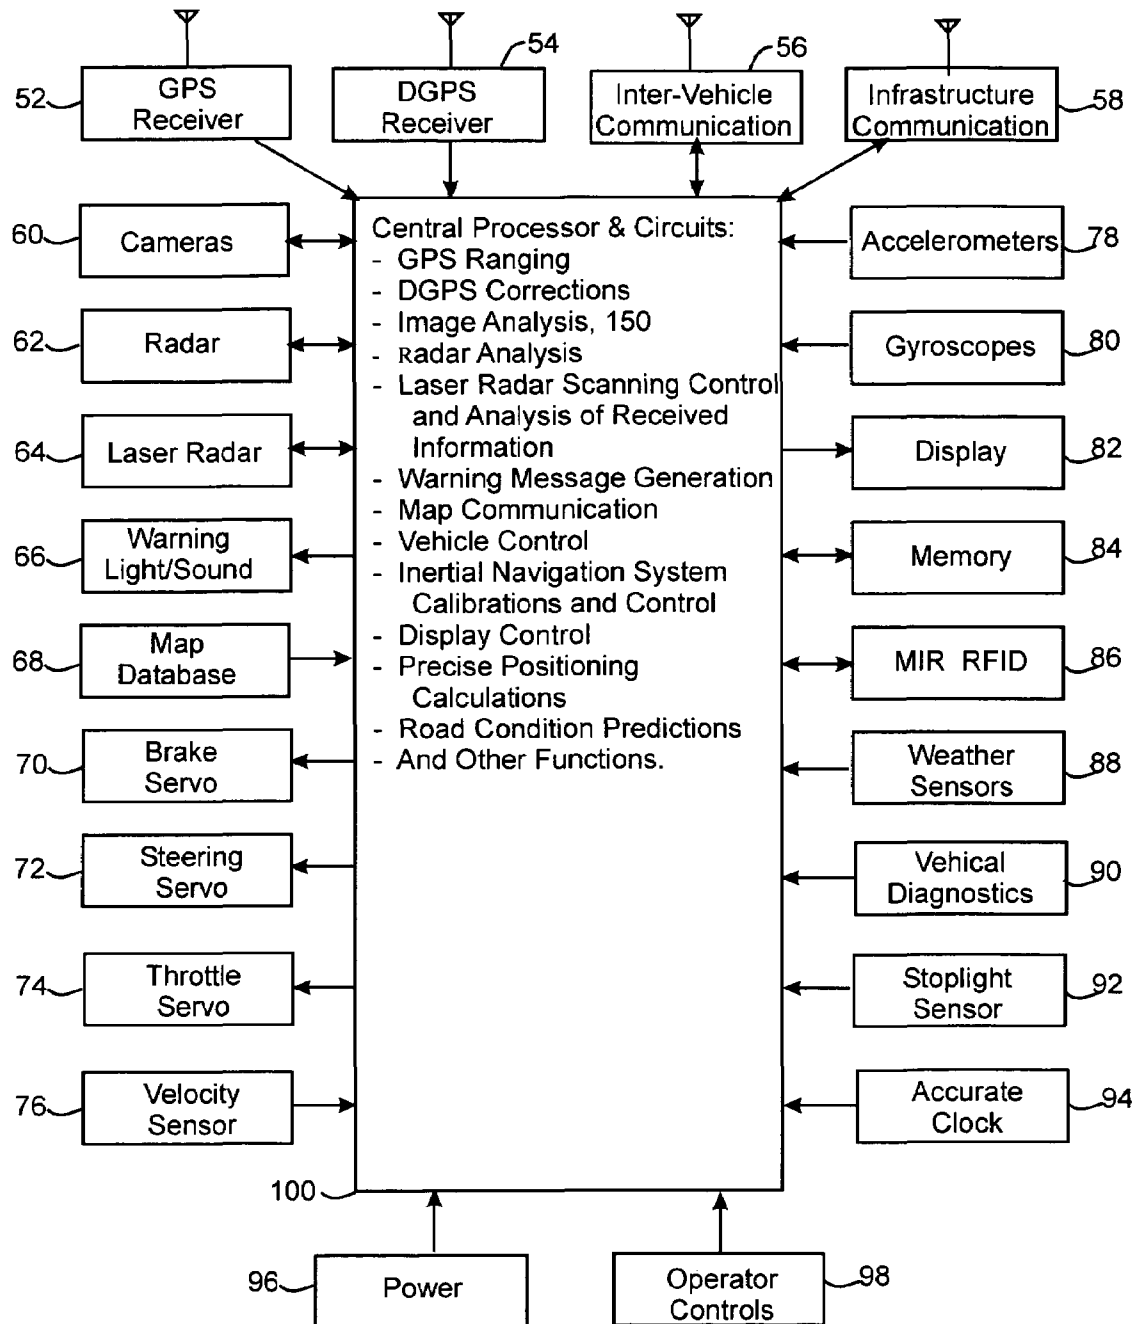 54
56
52
GPS
Receiver
DGPS
Receiver
Inter-Vehicle
Communication
Infrastructure
Communication
58
60
Cameras
62
Radar
64
Laser Radar
66
Warning
Light/Sound
68
Map
Database
70
Brake
Servo
72
Steering
Servo
74
Throttle
Servo
76
Velocity
Sensor
Central Processor & Circuits:
- GPS Ranging
- DGPS Corrections
- Image Analysis, 150
- Radar Analysis
- Laser Radar Scanning Control
and Analysis of Received
Information
- Warning Message Generation
- Map Communication
- Vehicle Control
- Inertial Navigation System
Calibrations and Control
- Display Control
- Precise Positioning
Calculations
- Road Condition Predictions
- And Other Functions.
Accelerometers
78
Gyroscopes
80
Display
82
Memory
84
MIR RFID
86
Weather
Sensors
88
Vehical
Diagnostics
90
Stoplight
Sensor
92
Accurate
Clock
94
100
96
Power
Operator
Controls
98